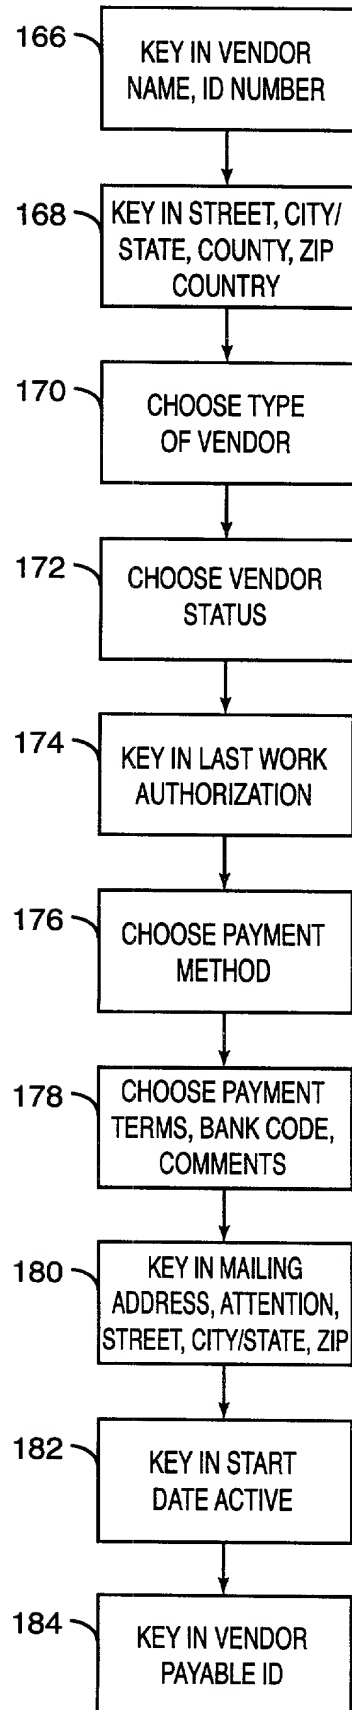 166
KEY IN VENDOR
NAME, ID NUMBER
168
KEY IN STREET, CITY/
STATE, COUNTY, ZIP
COUNTRY
170
CHOOSE TYPE
OF VENDOR
172
CHOOSE VENDOR
STATUS
174
KEY IN LAST WORK
AUTHORIZATION
176
CHOOSE PAYMENT
METHOD
178
CHOOSE PAYMENT
TERMS, BANK CODE,
COMMENTS
180
KEY IN MAILING
ADDRESS, ATTENTION,
STREET, CITY/STATE, ZIP
182
KEY IN START
DATE ACTIVE
184
KEY IN VENDOR
PAYABLE ID